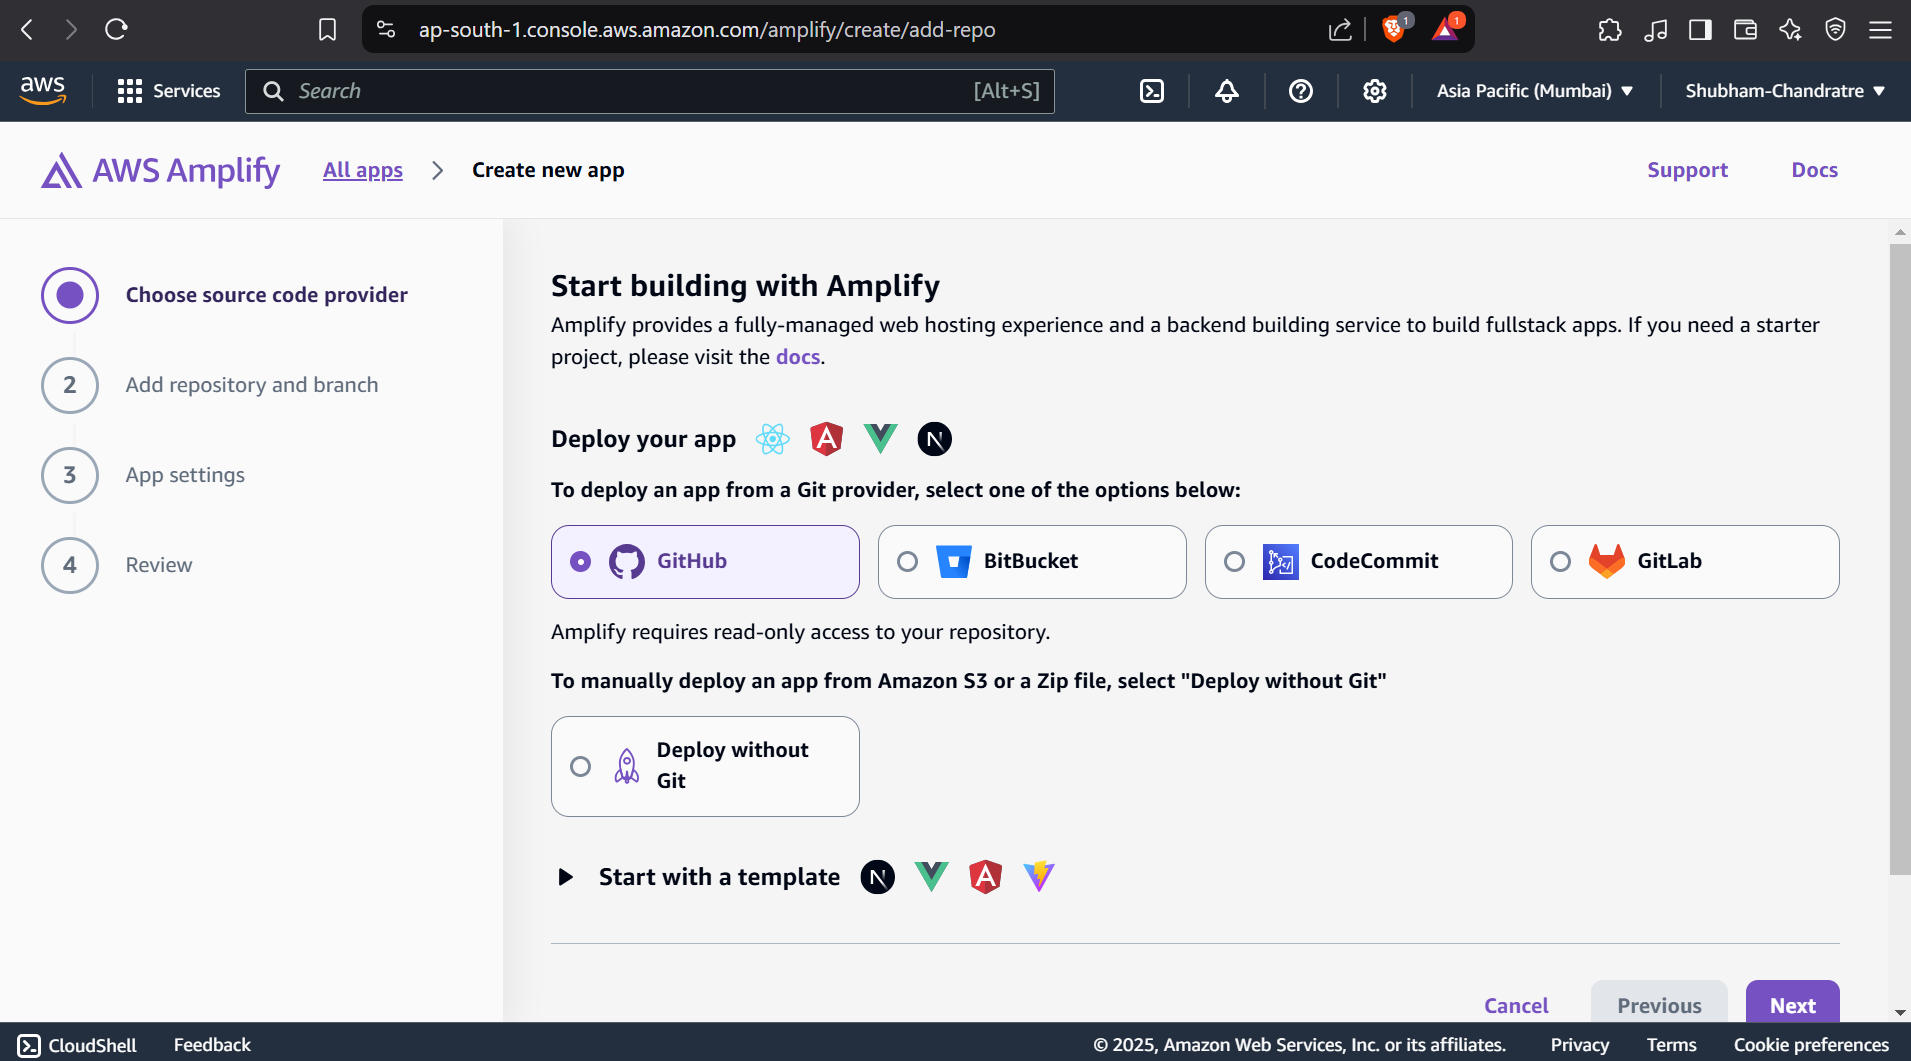 ap-south-1.console.aws.amazon.com/amplify/create/add-repo
1
1
aws
Services
Search
[Alt+S]
Asia Pacific (Mumbai)
Shubham-Chandratre
AWS Amplify
All apps
Create new app
Support
Docs
Choose source code provider
2
Add repository and branch
3
App settings
4
Review
Start building with Amplify
Amplify provides a fully-managed web hosting experience and a backend building service to build fullstack apps. If you need a starter
project, please visit the docs.
Deploy your app
To deploy an app from a Git provider, select one of the options below:
GitHub
BitBucket
CodeCommit
GitLab
Amplify requires read-only access to your repository.
To manually deploy an app from Amazon S3 or a Zip file, select "Deploy without Git"
Deploy without
Git
Start with a template
Cancel
Previous
Next
CloudShell
Feedback
© 2025, Amazon Web Services, Inc. or its affiliates.
Privacy
Terms
Cookie preferences